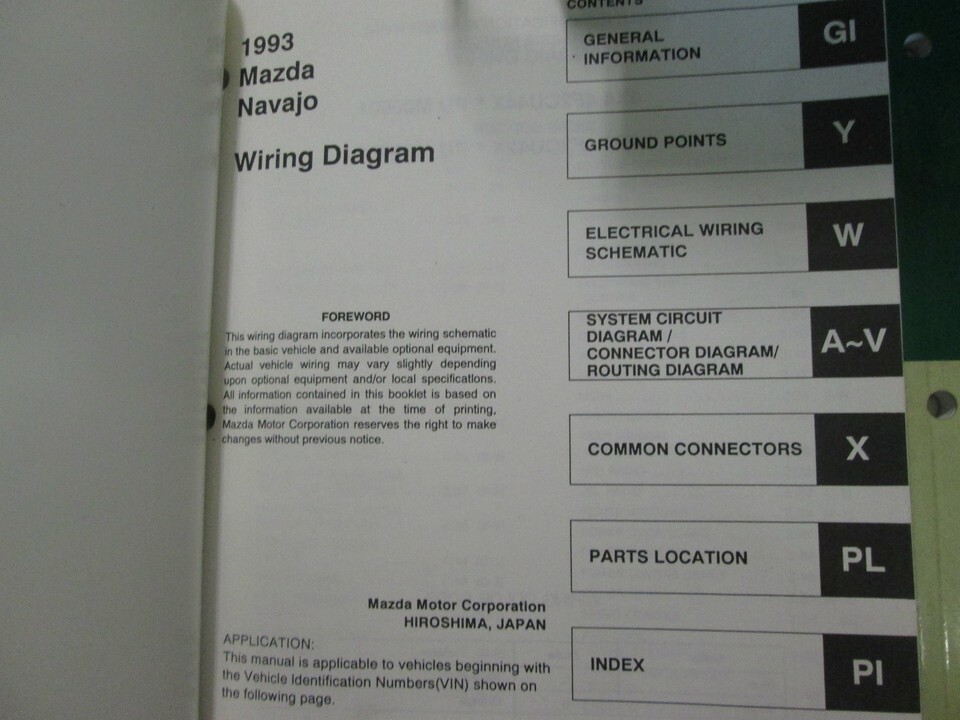 1993
Mazda
Navajo
Wiring Diagram
FOREWORD
This wiring diagram incorporates the wiring schematic
in the basic vehicle and available optional equipment.
Actual vehicle wiring may vary slightly depending
upon optional equipment and/or local specifications.
All information contained in this booklet is based on
the information available at the time of printing,
Mazda Motor Corporation reserves the right to make
changes without previous notice.
Mazda Motor Corporation
HIROSHIMA, JAPAN
APPLICATION:
This manual is applicable to vehicles beginning with
the Vehicle Identification Numbers(VIN) shown on
the following page.
CONTENTS
GENERAL
INFORMATION
GI
GROUND POINTS
Y
ELECTRICAL WIRING
SCHEMATIC
W
SYSTEM CIRCUIT
DIAGRAM /
CONNECTOR DIAGRAM/
ROUTING DIAGRAM
A~V
COMMON CONNECTORS
X
PARTS LOCATION
PL
INDEX
PI